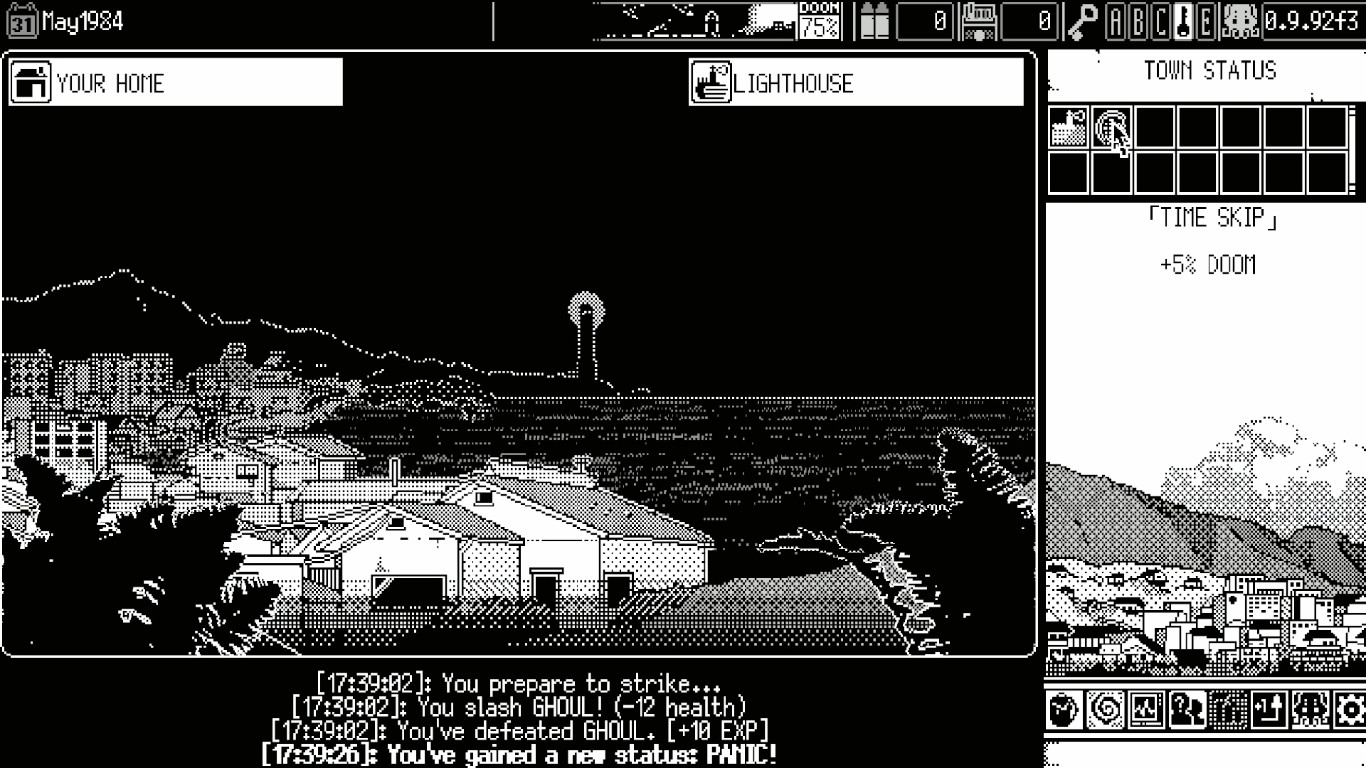 31 May1984
DOOM
75%
0
0
A B C E
0.9.92f3
YOUR HOME
LIGHTHOUSE
TOWN STATUS
「TIME SKIP」
+5% DOOM
[17:39:02]: You prepare to strike...
[17:39:02]: You slash GHOUL! (-12 health)
[17:39:02]: You've defeated GHOUL. [+10 EXP]
[17:39:26]: You've gained a new status: PANIC!